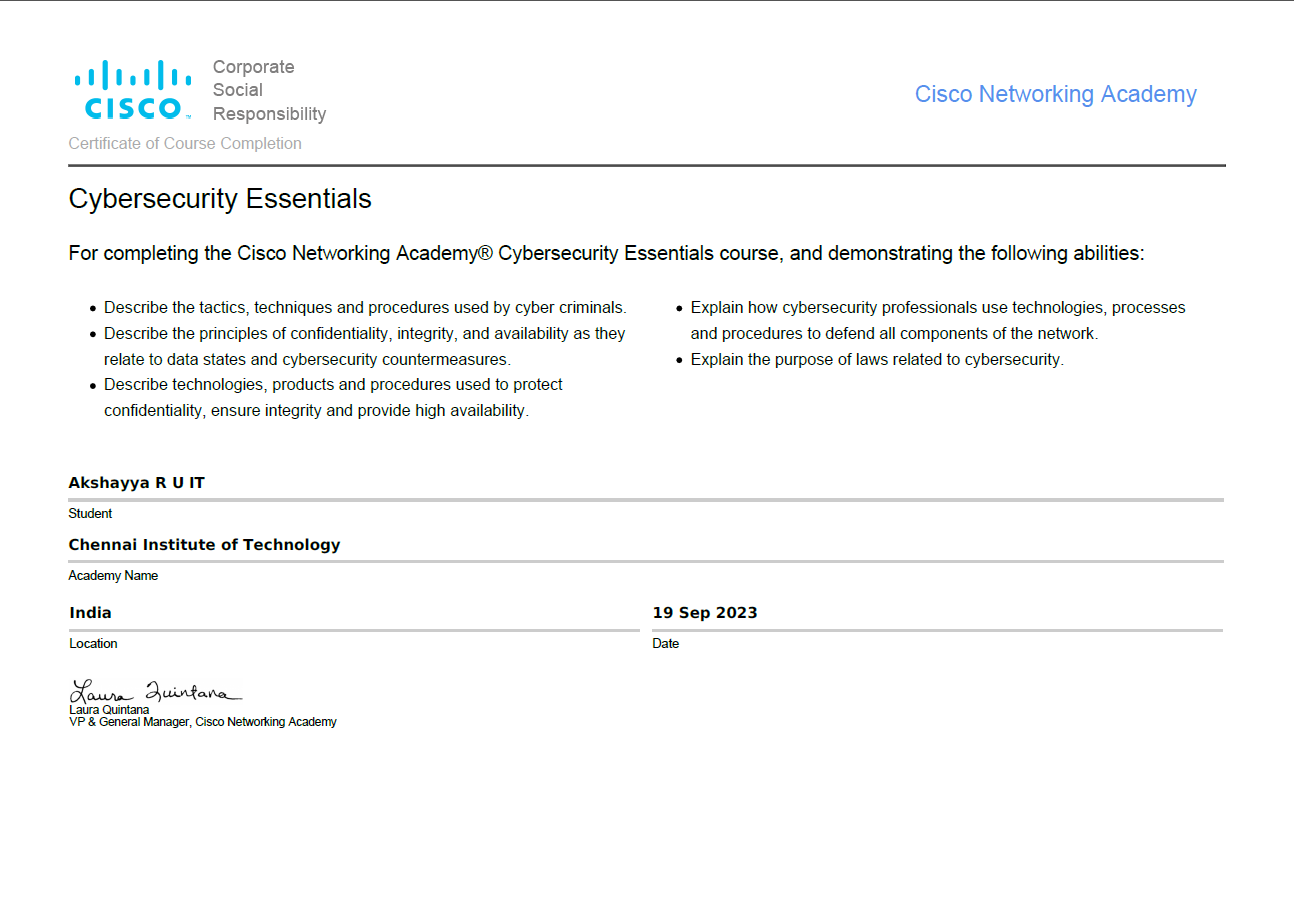 CISCO
Corporate
Social
Responsibility
Cisco Networking Academy
Certificate of Course Completion
Cybersecurity Essentials
For completing the Cisco Networking Academy® Cybersecurity Essentials course, and demonstrating the following abilities:
• Describe the tactics, techniques and procedures used by cyber criminals.
• Describe the principles of confidentiality, integrity, and availability as they
relate to data states and cybersecurity countermeasures.
• Describe technologies, products and procedures used to protect
confidentiality, ensure integrity and provide high availability.
• Explain how cybersecurity professionals use technologies, processes
and procedures to defend all components of the network.
• Explain the purpose of laws related to cybersecurity.
Akshayya R U IT
Student
Chennai Institute of Technology
Academy Name
India
Location
19 Sep 2023
Date
Laura Quintana
Laura Quintana
VP & General Manager, Cisco Networking Academy